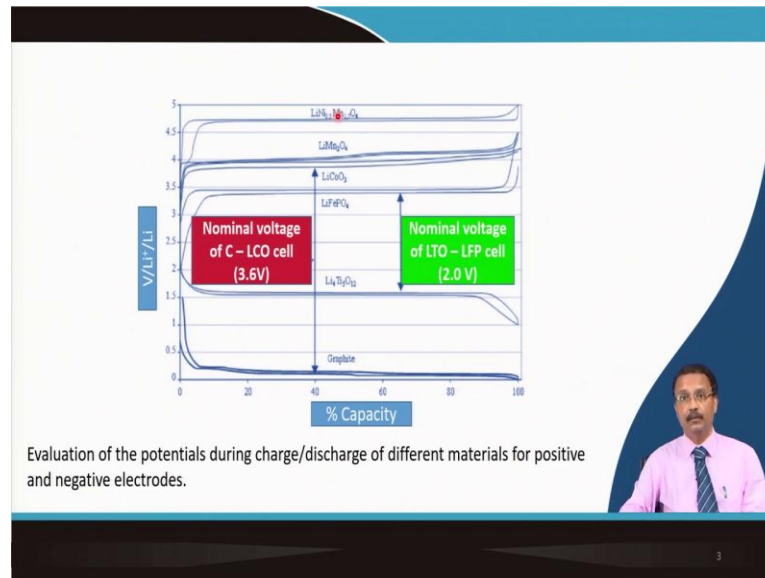 5
LiNi0.5Mn1.5O4
4.5
LiMn2O4
4
LiCoO2
3.5
LiFePO4
3
Nominal voltage
of C – LCO cell
(3.6V)
Nominal voltage
of LTO – LFP cell
(2.0 V)
V/Li+/Li
2
Li4Ti5O12
1.5
1
0.5
Graphite
0
0 20 40 60 80 100
% Capacity
Evaluation of the potentials during charge/discharge of different materials for positive
and negative electrodes.
3